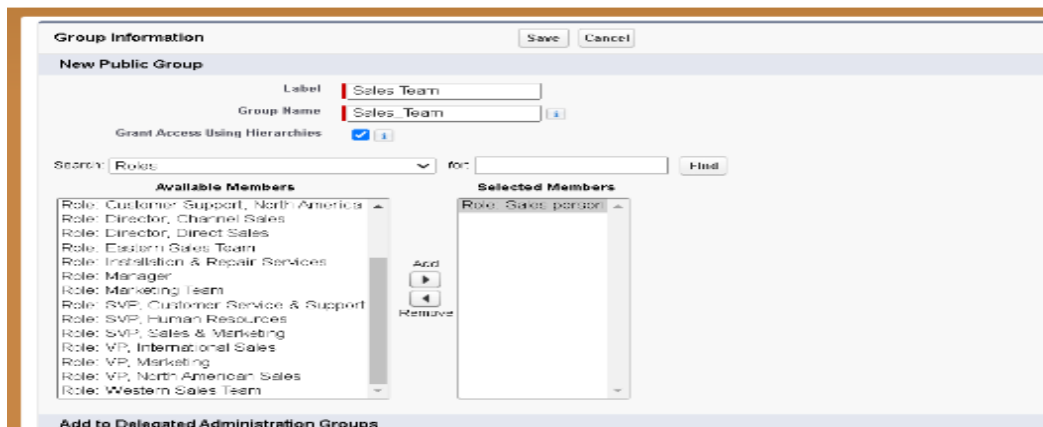 Group Information Save Cancel
New Public Group
Label Sales Team
Group Name Sales_Team
Grant Access Using Hierarchies
Search: Roles for: Find
Available Members Selected Members
Role: Customer Support, North America Role: Sales person
Role: Director, Channel Sales
Role: Director, Direct Sales
Role: Eastern Sales Team
Role: Installation & Repair Services
Role: Manager
Role: Marketing Team
Role: SVP, Customer Service & Support
Role: SVP, Human Resources
Role: SVP, Sales & Marketing
Role: VP, International Sales
Role: VP, Marketing
Role: VP, North American Sales
Role: Western Sales Team
Add
Remove
Add to Delegated Administration Groups